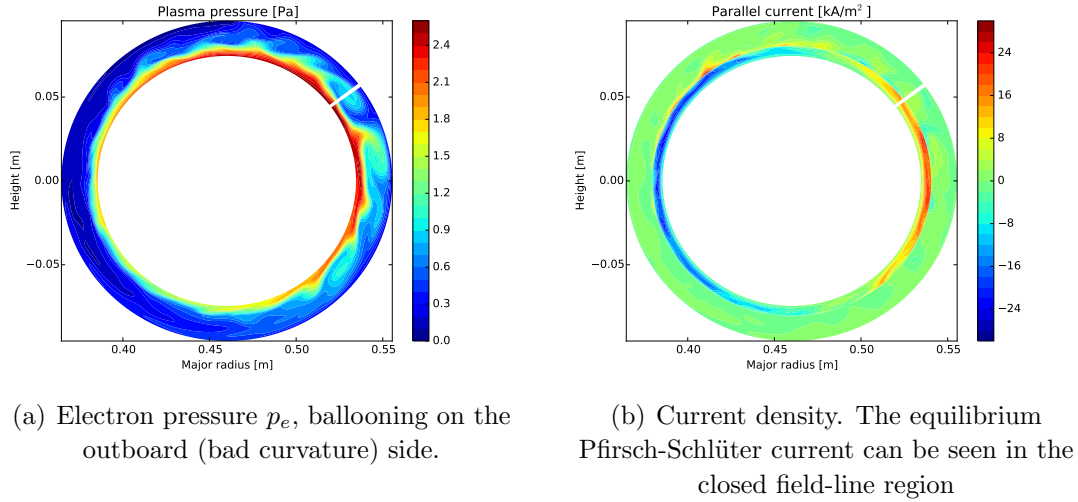 Plasma pressure [Pa]
Height [m]
0.05
0.00
−0.05
0.40 0.45 0.50 0.55
Major radius [m]
2.4
2.1
1.8
1.5
1.2
0.9
0.6
0.3
0.0
Parallel current [kA/m² ]
Height [m]
0.05
0.00
−0.05
0.40 0.45 0.50 0.55
Major radius [m]
24
16
8
0
−8
−16
−24
(a) Electron pressure pₑ, ballooning on the
outboard (bad curvature) side.
(b) Current density. The equilibrium
Pfirsch-Schlüter current can be seen in the
closed field-line region